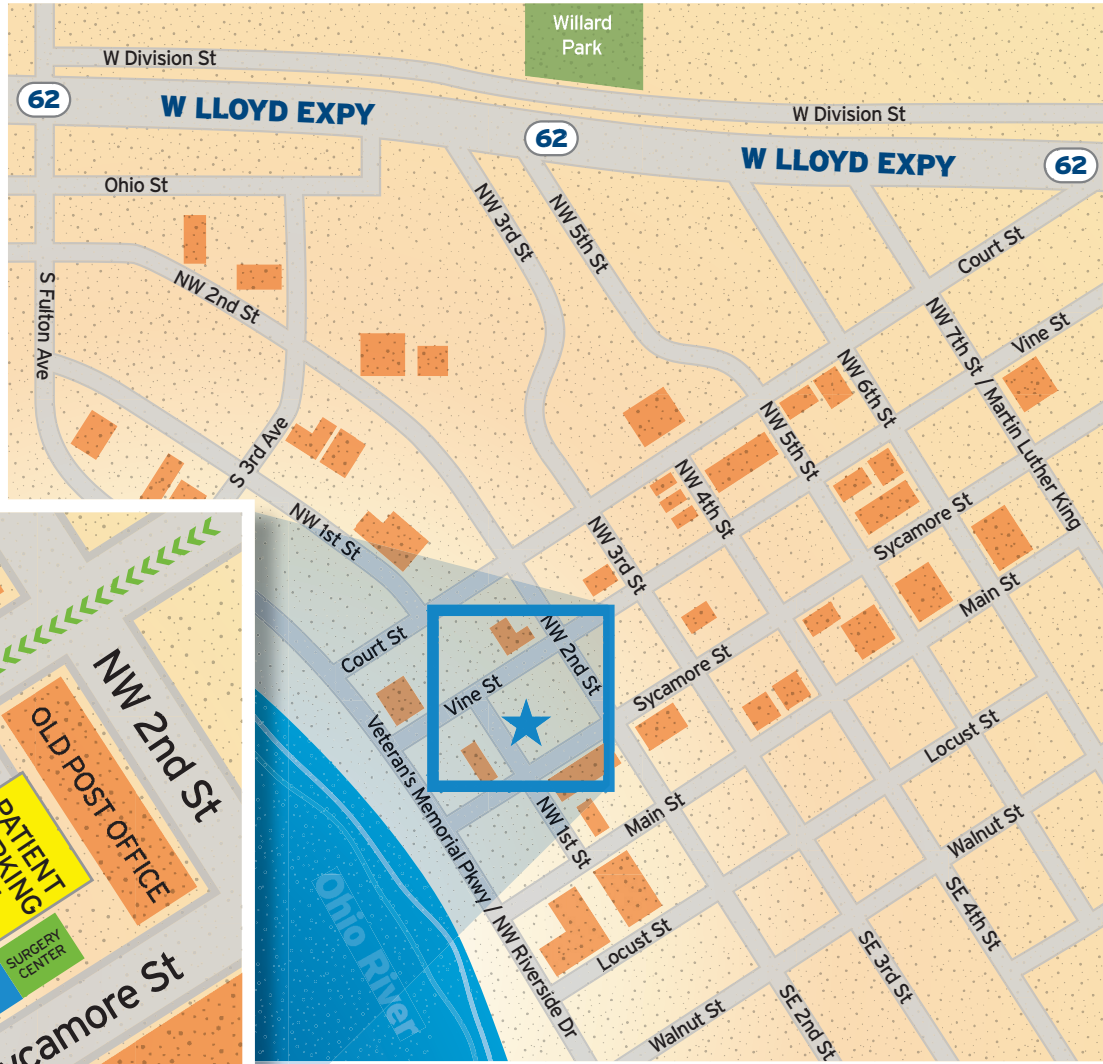 Willard
Park
W Division St
62
W LLOYD EXPY
W Division St
62
W LLOYD EXPY
62
Ohio St
NW 3rd St
NW 5th St
Court St
S Fulton Ave
NW 2nd St
NW 7th St / Martin Luther King
Vine St
NW 6th St
S 3rd Ave
NW 5th St
NW 4th St
NW 1st St
NW 3rd St
Sycamore St
Main St
Court St
NW 2nd St
Vine St
Sycamore St
Veteran's Memorial Pkwy / NW Riverside Dr
NW 1st St
Main St
Locust St
Walnut St
Ohio River
Locust St
SE 4th St
SE 3rd St
SE 2nd St
Walnut St
NW 2nd St
OLD POST OFFICE
PATIENT
RKING
SURGERY
CENTER
ycamore St